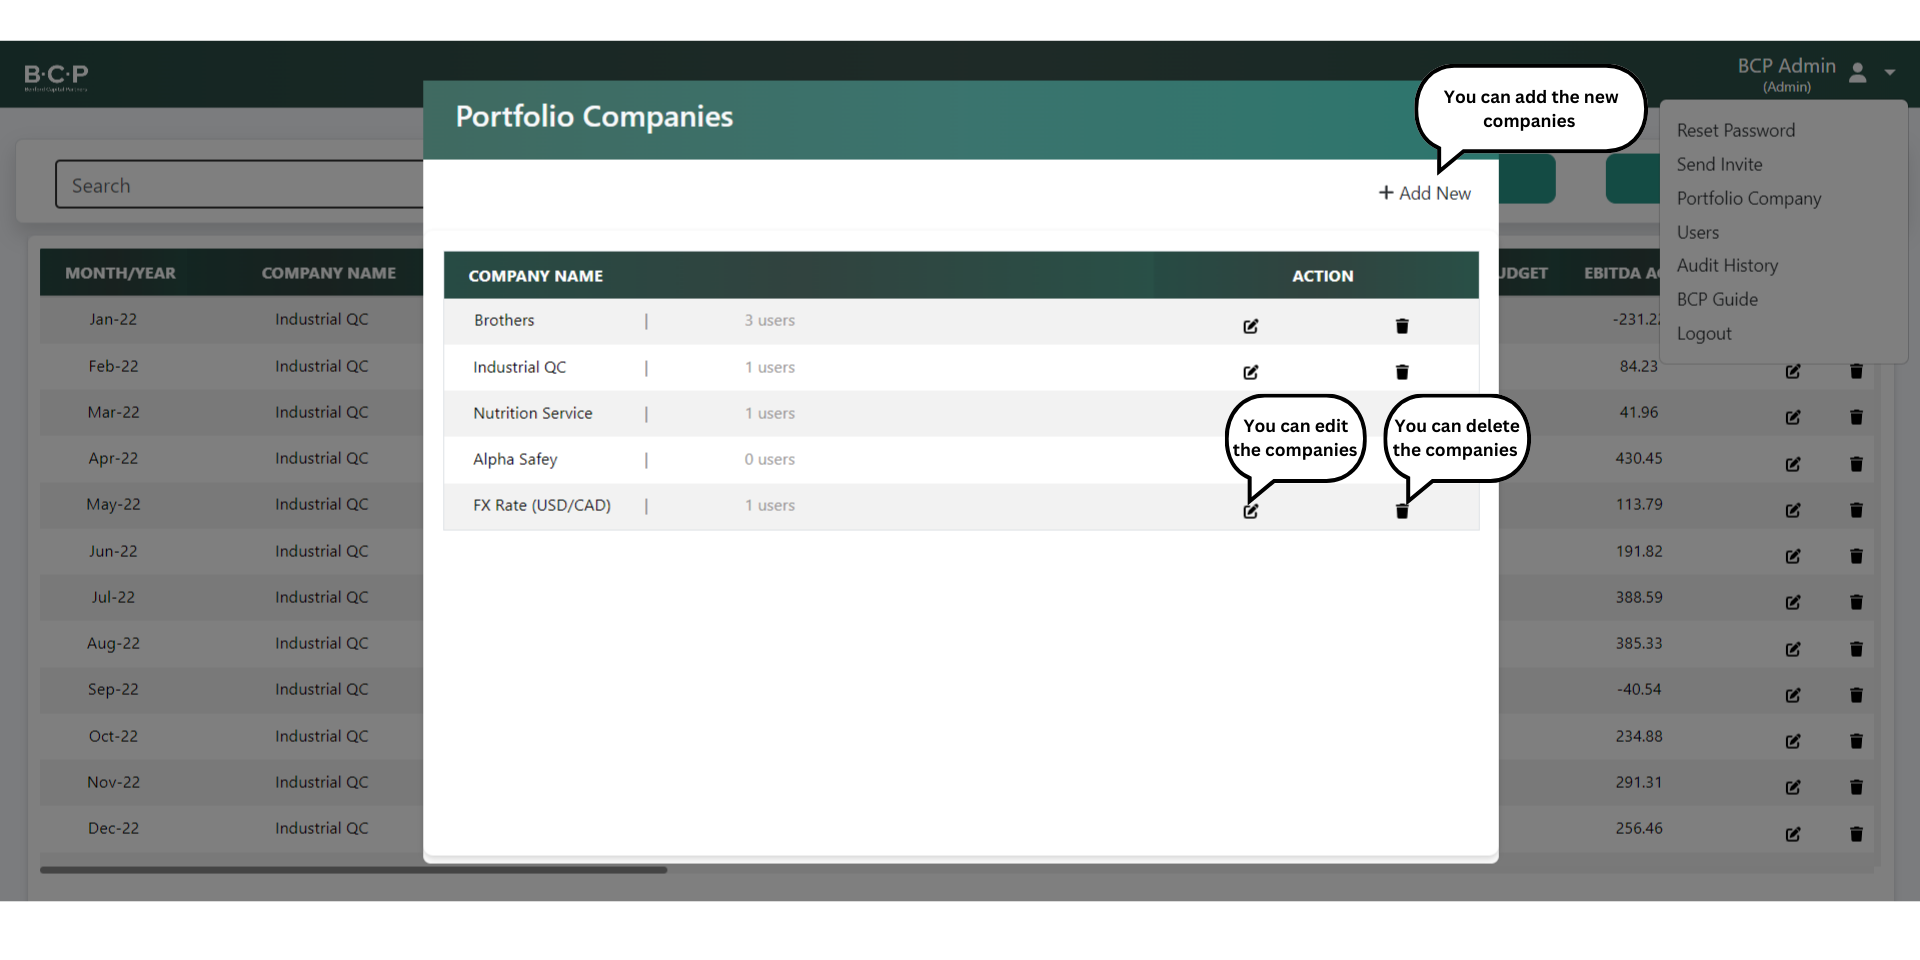 B·C·P
Benford Capital Partners
BCP Admin
(Admin)
You can add the new
companies
Portfolio Companies
Reset Password
Send Invite
Portfolio Company
Users
Audit History
BCP Guide
Logout
Search
+ Add New
MONTH/YEAR COMPANY NAME UDGET EBITDA A
COMPANY NAME ACTION
Brothers | 3 users
Industrial QC | 1 users
Nutrition Service | 1 users
Alpha Safey | 0 users
FX Rate (USD/CAD) | 1 users
You can edit
the companies
You can delete
the companies
Jan-22 Industrial QC -231.2
Feb-22 Industrial QC 84.23
Mar-22 Industrial QC 41.96
Apr-22 Industrial QC 430.45
May-22 Industrial QC 113.79
Jun-22 Industrial QC 191.82
Jul-22 Industrial QC 388.59
Aug-22 Industrial QC 385.33
Sep-22 Industrial QC -40.54
Oct-22 Industrial QC 234.88
Nov-22 Industrial QC 291.31
Dec-22 Industrial QC 256.46